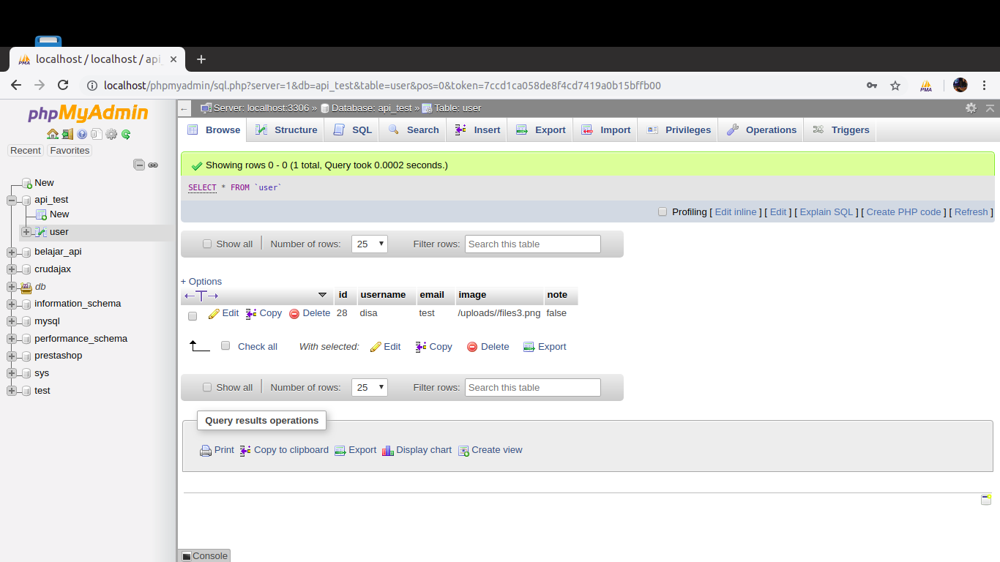 localhost / localhost / api_
localhost/phpmyadmin/sql.php?server=1&db=api_test&table=user&pos=0&token=7ccd1ca058de8f4cd7419a0b15bffb00
PMA
phpMyAdmin
Recent Favorites
New
api_test
New
user
belajar_api
crudajax
db
information_schema
mysql
performance_schema
prestashop
sys
test
Server: localhost:3306 » Database: api_test » Table: user
Browse Structure SQL Search Insert Export Import Privileges Operations Triggers
Showing rows 0 - 0 (1 total, Query took 0.0002 seconds.)
SELECT * FROM `user`
Profiling [ Edit inline ] [ Edit ] [ Explain SQL ] [ Create PHP code ] [ Refresh ]
Show all | Number of rows: 25 Filter rows: Search this table
+ Options
id username email image note
Edit Copy Delete 28 disa test /uploads//files3.png false
Check all With selected: Edit Copy Delete Export
Show all | Number of rows: 25 Filter rows: Search this table
Query results operations
Print Copy to clipboard Export Display chart Create view
Console